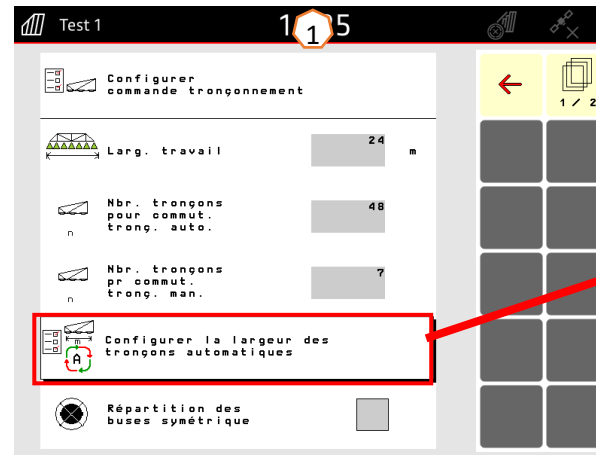 Test 1
1
5
1
1 / 2
Configurer
commande tronçonnement
Larg. travail
24
m
Nbr. tronçons
pour commut.
tronç. auto.
48
n
Nbr. tronçons
pr commut.
tronç. man.
7
n
m
A
Configurer la largeur des
tronçons automatiques
Répartition des
buses symétrique